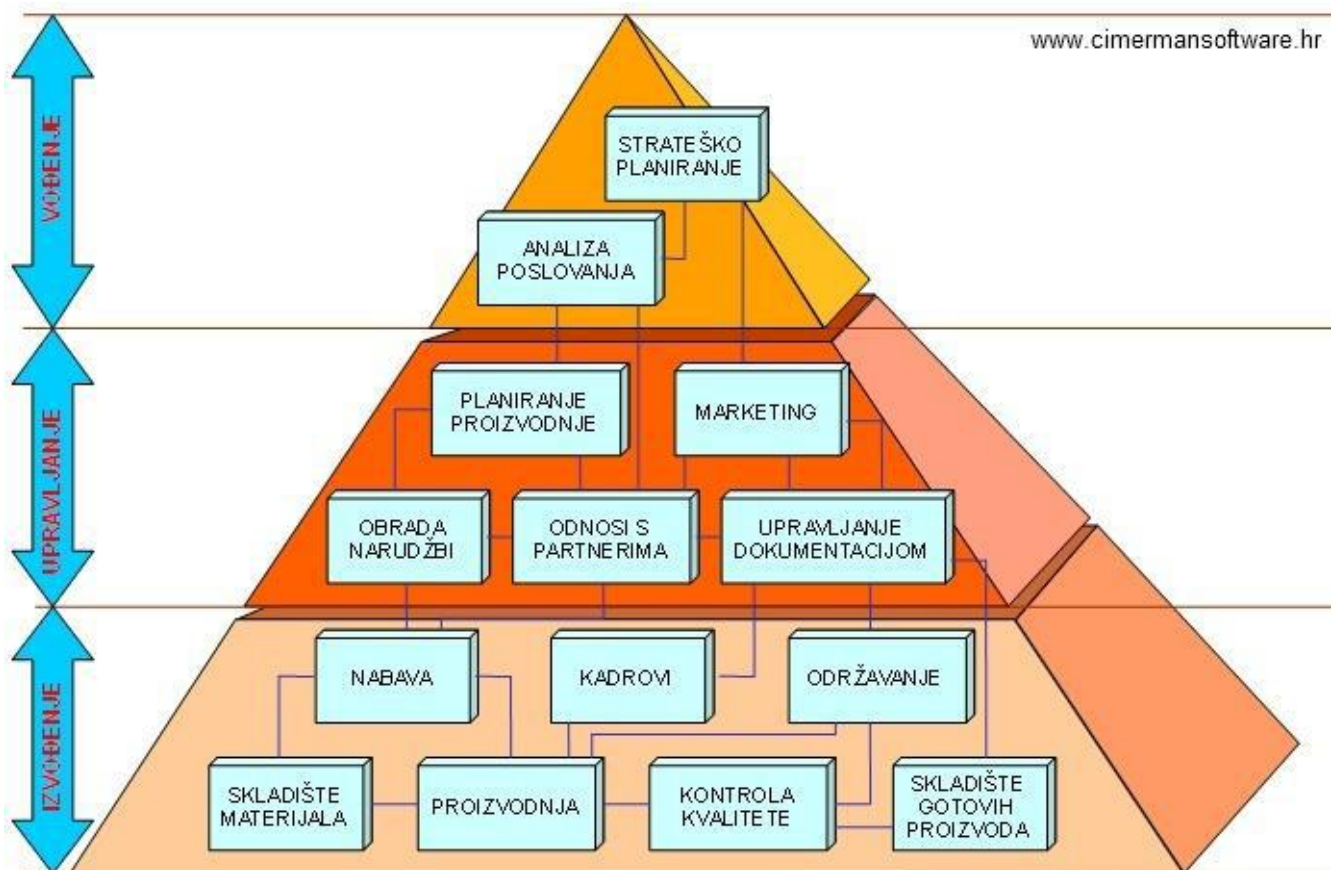 www.cimermansoftware.hr
VOĐENJE
STRATEŠKO
PLANIRANJE
ANALIZA
POSLOVANJA
UPRAVLJANJE
PLANIRANJE
PROIZVODNJE
MARKETING
OBRADA
NARUDŽBI
ODNOSI S
PARTNERIMA
UPRAVLJANJE
DOKUMENTACIJOM
IZVOĐENJE
NABAVA
KADROVI
ODRŽAVANJE
SKLADIŠTE
MATERIJALA
PROIZVODNJA
KONTROLA
KVALITETE
SKLADIŠTE
GOTOVIH
PROIZVODA